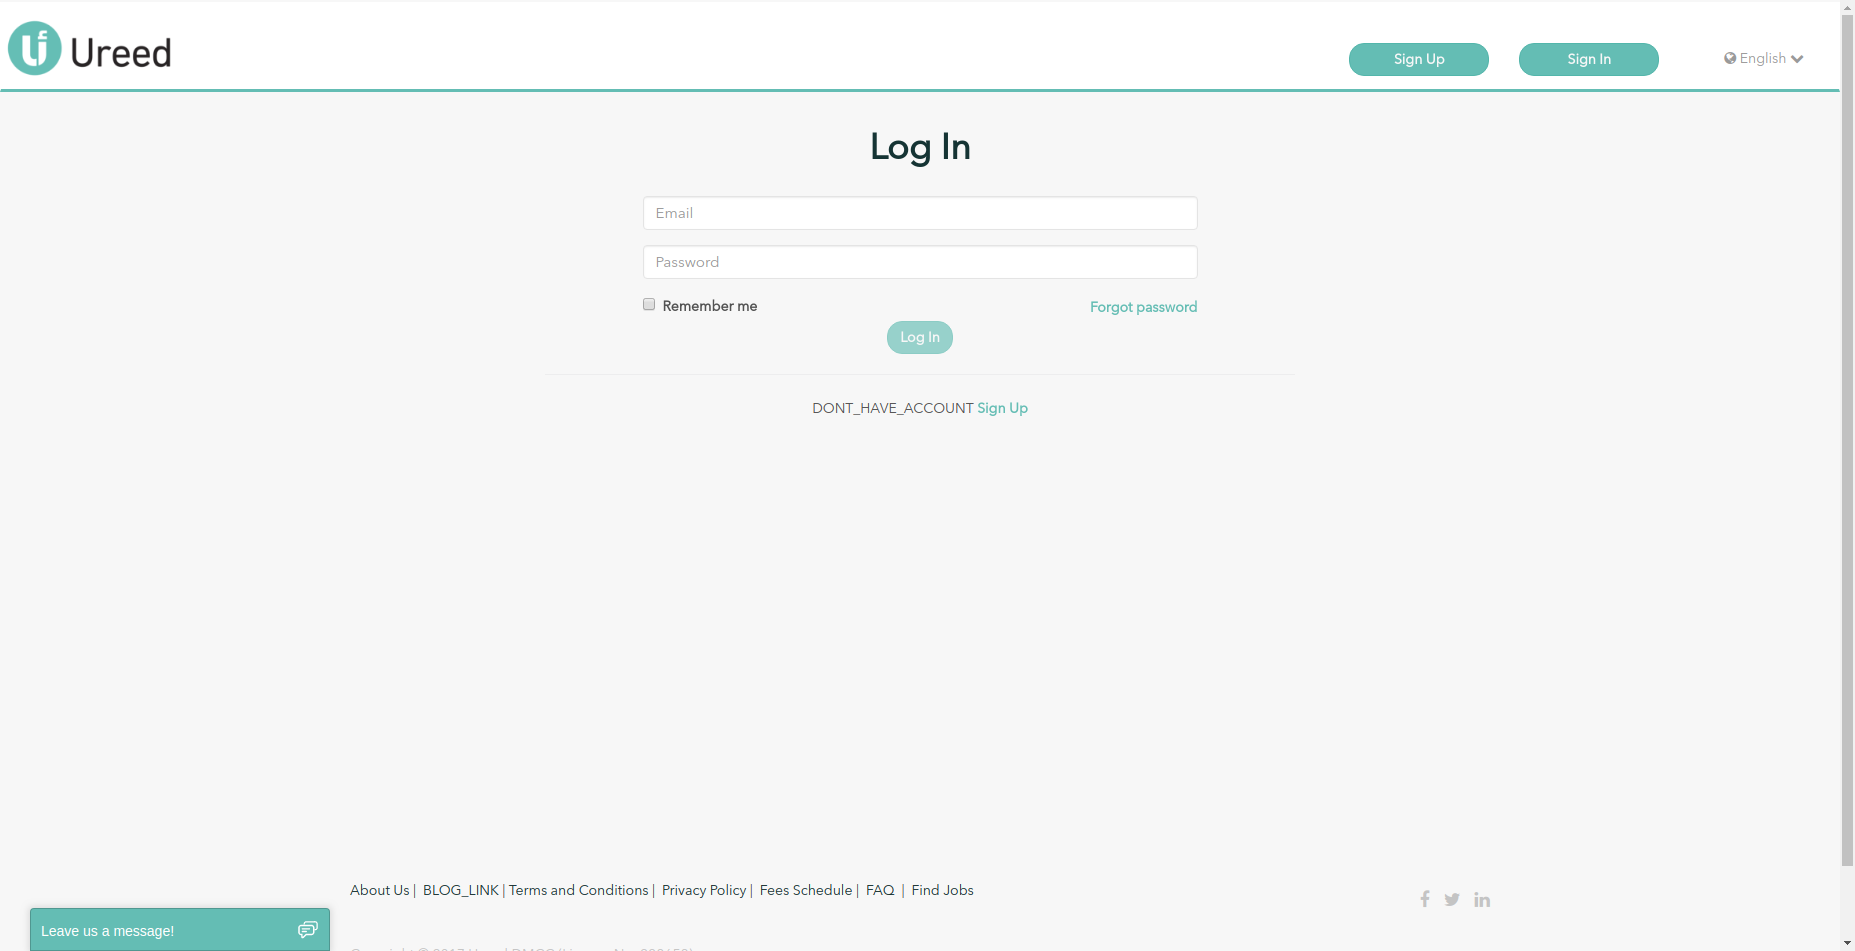 Ureed
Sign Up
Sign In
English
Log In
Email
Password
Remember me
Forgot password
Log In
DONT_HAVE_ACCOUNT Sign Up
About Us | BLOG_LINK | Terms and Conditions | Privacy Policy | Fees Schedule | FAQ | Find Jobs
Leave us a message!